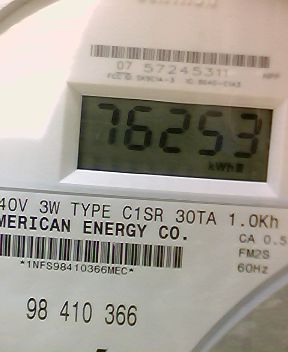 07 57245311
76253
kWh
40V 3W TYPE C1SR 30TA 1.0Kh
MERICAN ENERGY CO.
CA 0.5
FM2S
60Hz
*1NFS98410366MEC*
98 410 366